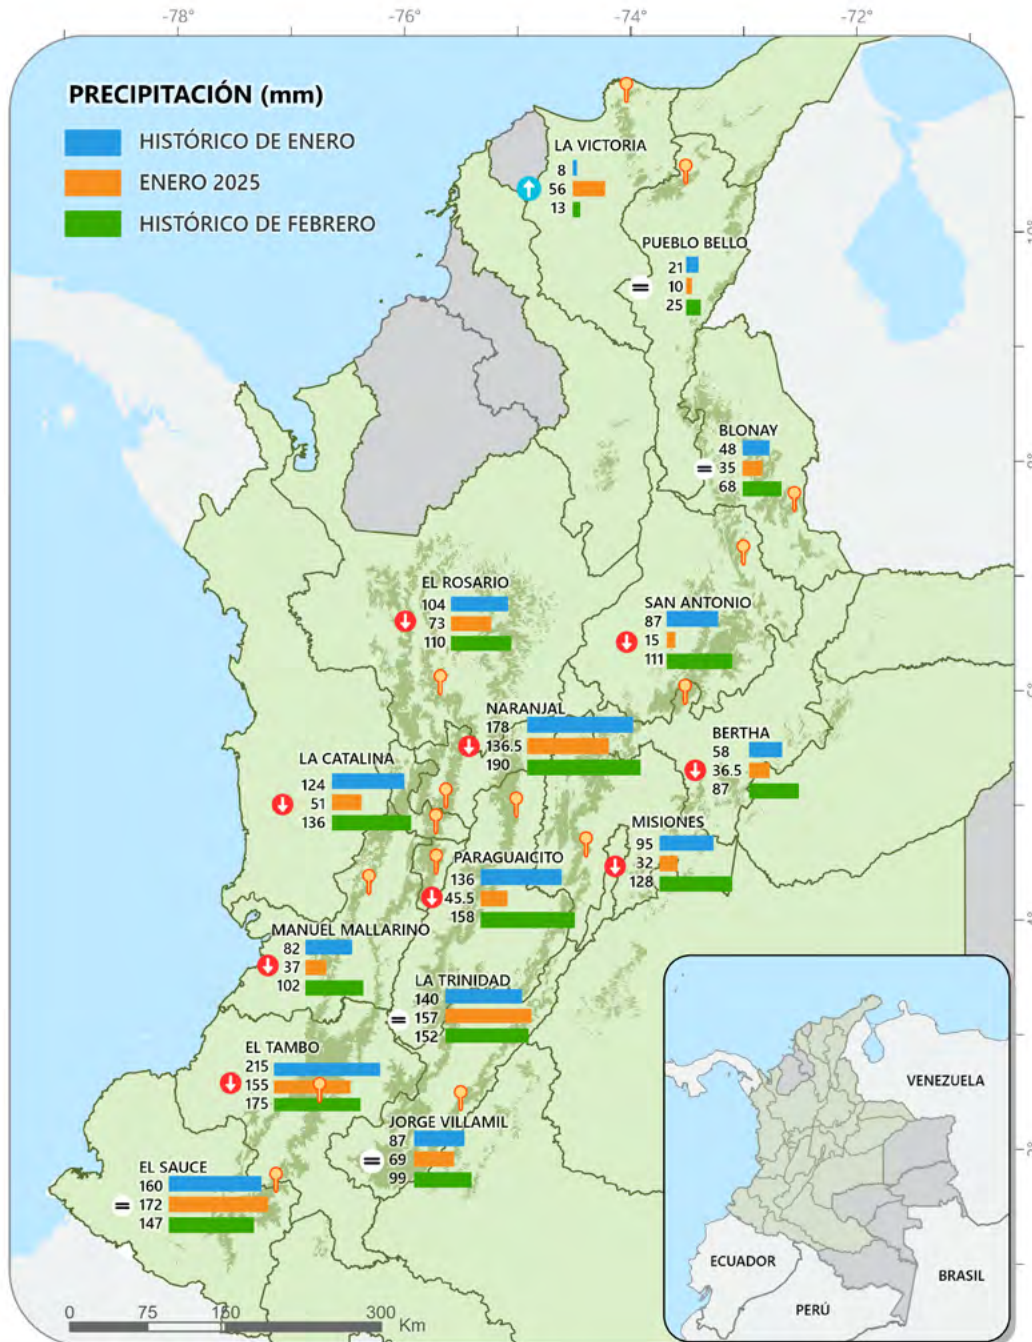 -78°
-76°
-74°
-72°
PRECIPITACIÓN (mm)
HISTÓRICO DE ENERO
ENERO 2025
HISTÓRICO DE FEBRERO
LA VICTORIA
8
56
13
PUEBLO BELLO
21
10
25
BLONAY
48
35
68
EL ROSARIO
104
73
110
SAN ANTONIO
87
15
111
NARANJAL
178
136.5
190
BERTHA
58
36.5
87
LA CATALINA
124
51
136
MISIONES
95
32
128
PARAGUAICITO
136
45.5
158
MANUEL MALLARINO
82
37
102
LA TRINIDAD
140
157
152
EL TAMBO
215
155
175
JORGE VILLAMIL
87
69
99
EL SAUCE
160
172
147
0 75 150 300 Km
VENEZUELA
ECUADOR
BRASIL
PERÚ